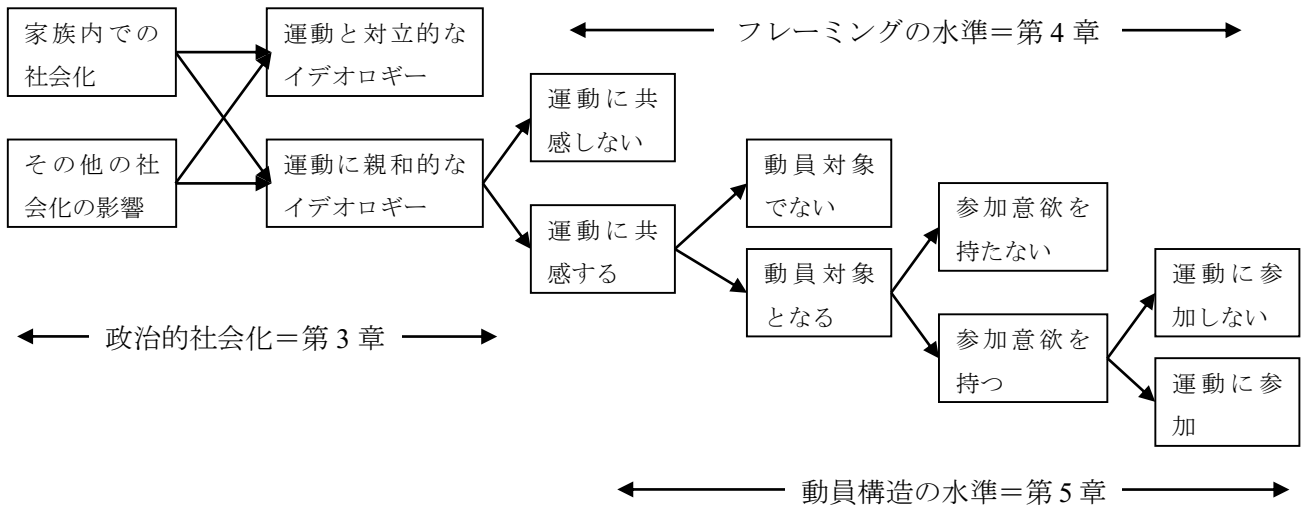 家族内での
社会化
その他の社
会化の影響
運動と対立的な
イデオロギー
運動に親和的な
イデオロギー
フレーミングの水準＝第4章
運動に共
感しない
運動に共
感する
動員対象
でない
動員対象
となる
参加意欲を
持たない
参加意欲を
持つ
運動に参
加しない
運動に参
加
政治的社会化＝第3章
動員構造の水準＝第5章